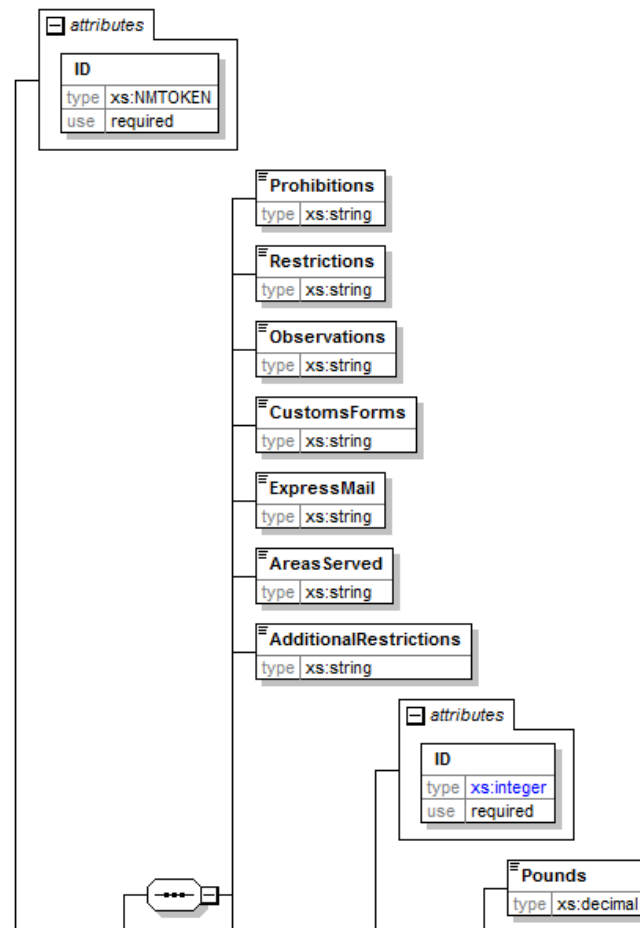 attributes
ID
type xs:NMTOKEN
use required
Prohibitions
type xs:string
Restrictions
type xs:string
Observations
type xs:string
CustomsForms
type xs:string
ExpressMail
type xs:string
AreasServed
type xs:string
AdditionalRestrictions
type xs:string
attributes
ID
type xs:integer
use required
Pounds
type xs:decimal